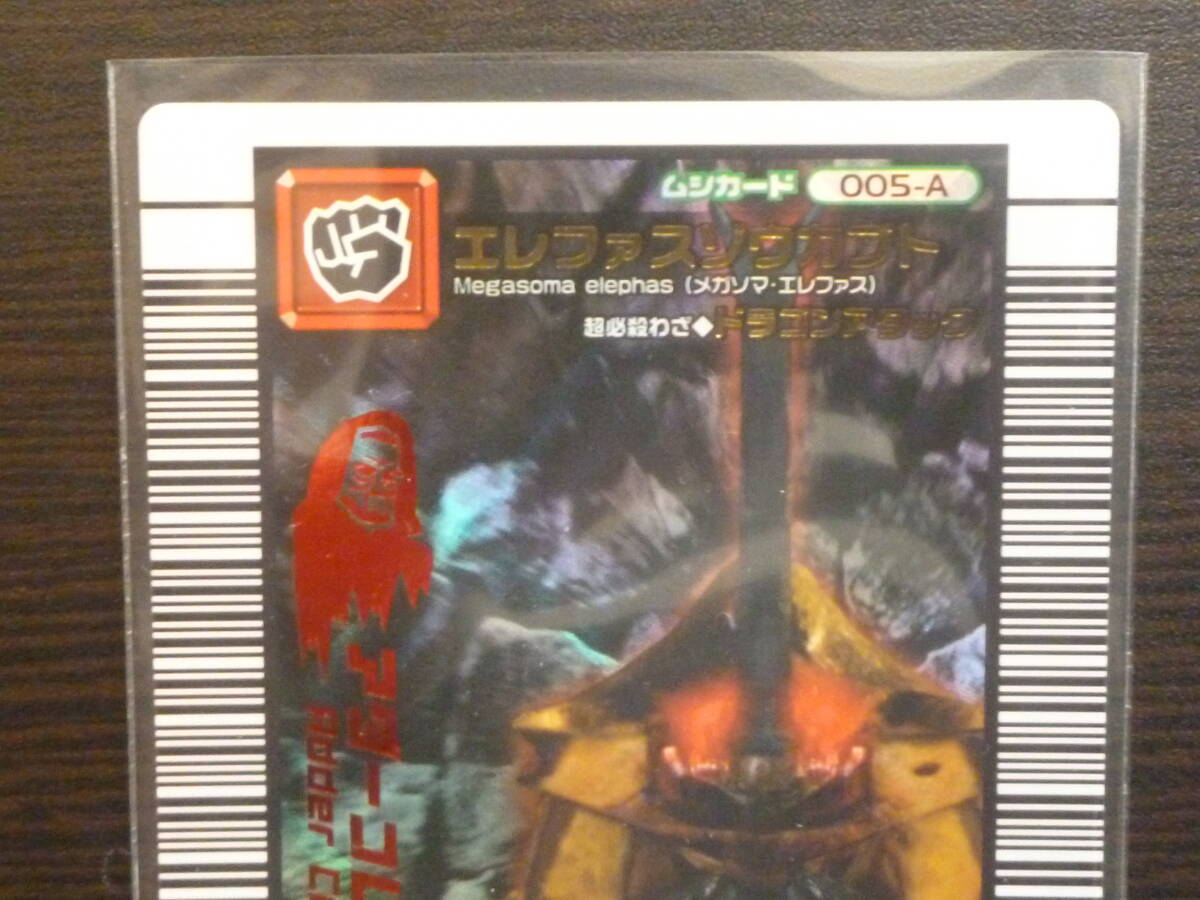 ムシカード 005-A
エレファスゾウカブト
Megasoma elephas (メガソマ・エレファス)
超必殺わざ◆ドラゴンアタック
アダーコレ
Adder C